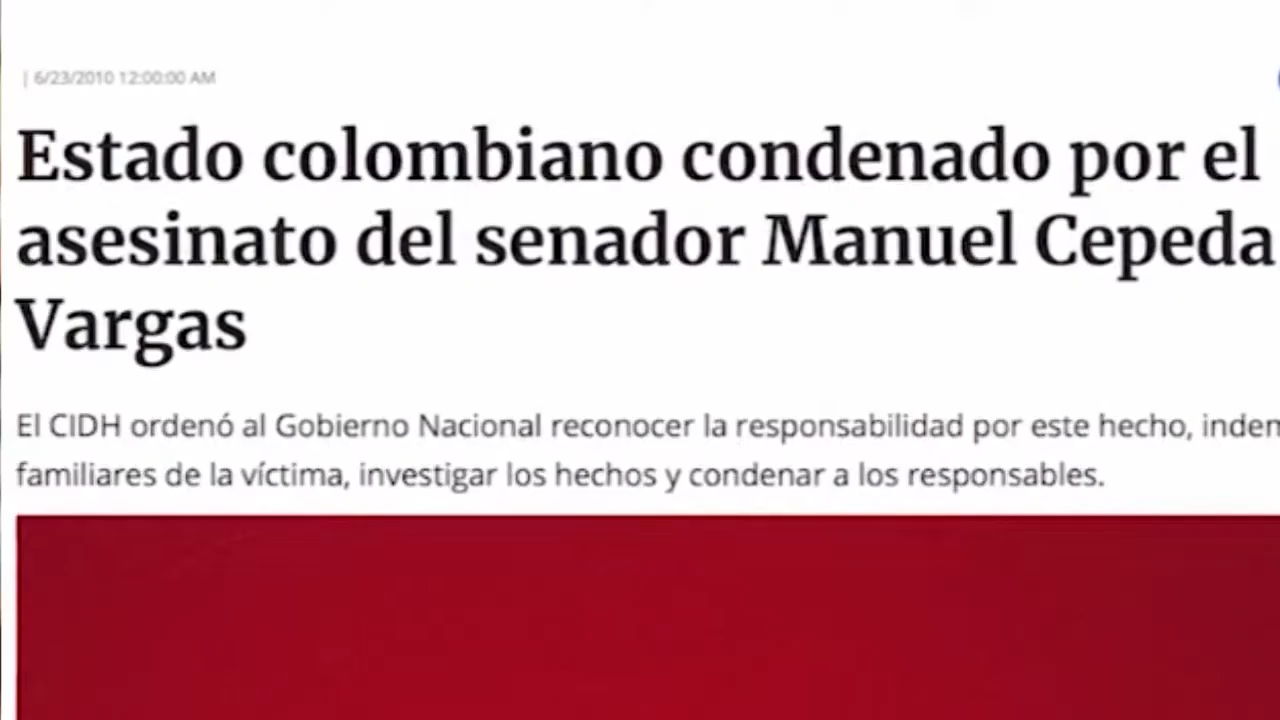 | 6/23/2010 12:00:00 AM
Estado colombiano condenado por el
asesinato del senador Manuel Cepeda
Vargas
El CIDH ordenó al Gobierno Nacional reconocer la responsabilidad por este hecho, indem
familiares de la víctima, investigar los hechos y condenar a los responsables.